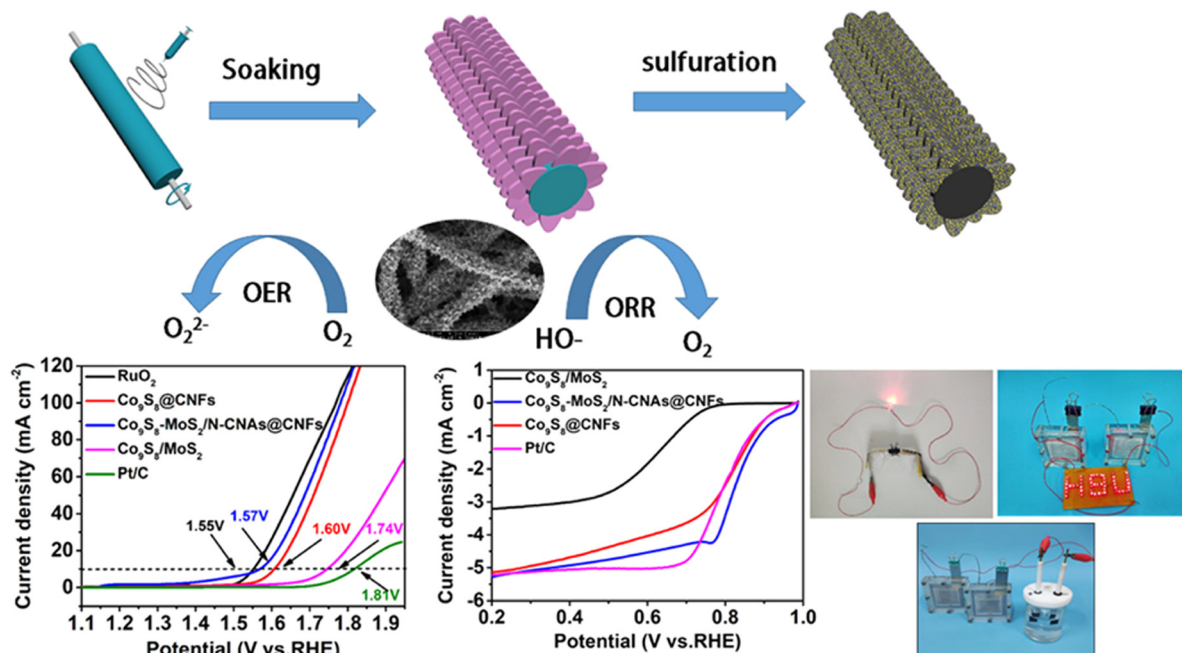 Soaking
sulfuration
OER
O₂²⁻
O₂
ORR
HO-
O₂
Current density (mA cm⁻²)
120
100
80
60
40
20
10
0
RuO₂
Co₉S₈@CNFs
Co₉S₈-MoS₂/N-CNAs@CNFs
Co₉S₈/MoS₂
Pt/C
1.55V
1.57V
1.60V
1.74V
1.81V
1.1 1.2 1.3 1.4 1.5 1.6 1.7 1.8 1.9
Potential (V vs.RHE)
Current density (mA cm⁻²)
1
0
-1
-2
-3
-4
-5
-6
Co₉S₈/MoS₂
Co₉S₈-MoS₂/N-CNAs@CNFs
Co₉S₈@CNFs
Pt/C
0.2 0.4 0.6 0.8 1.0
Potential (V vs.RHE)
HGU